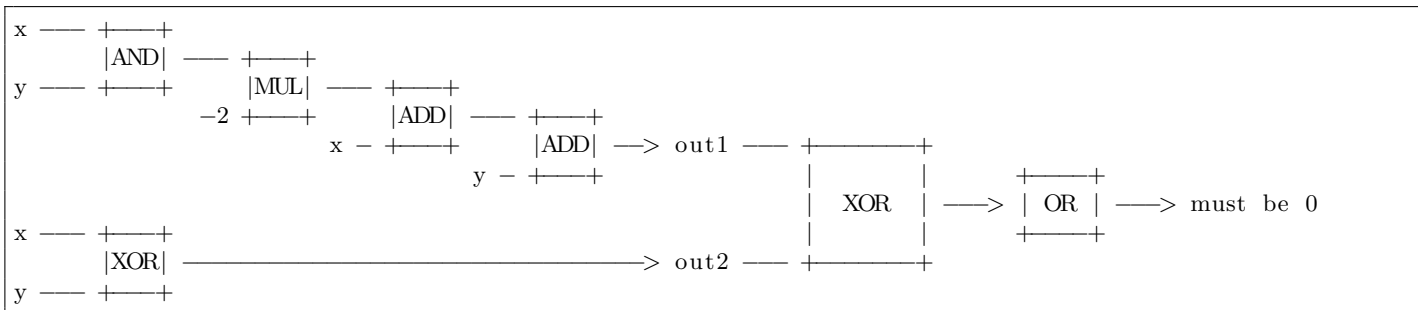 x --- +---+
|AND| --- +---+
y --- +---+ |MUL| --- +---+
-2 +---+ |ADD| --- +---+
x - +---+ |ADD| --> out1 --- +-------+
y - +---+ | | +----+
| XOR | ---> | OR | ---> must be 0
x --- +---+ | | +----+
|XOR| --------------------------------> out2 --- +-------+
y --- +---+